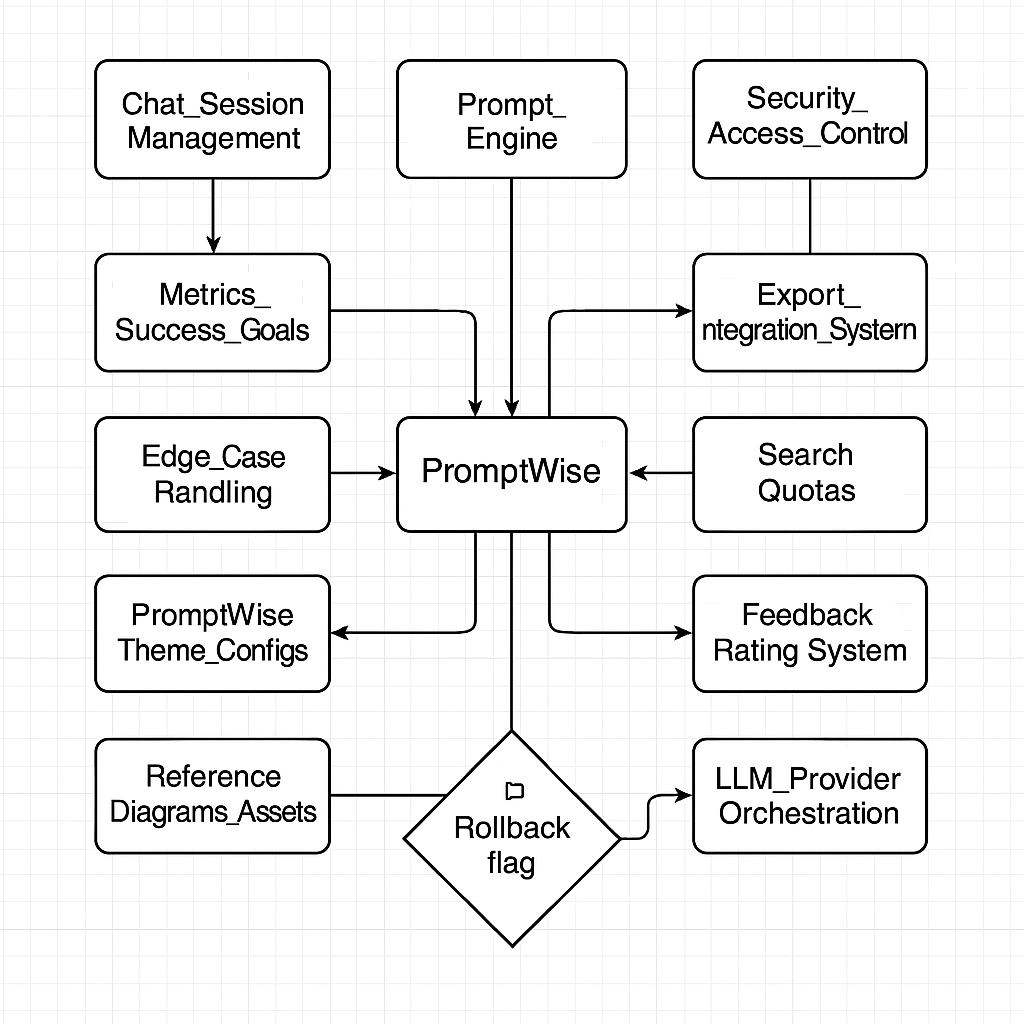 Chat_Session
Management
Prompt_
Engine
Security_
Access_Control
Metrics_
Success_Goals
Export_
ntegration_System
Edge_Case
Randling
PromptWise
Search
Quotas
PromptWise
Theme_Configs
Feedback
Rating System
Reference
Diagrams_Assets
Rollback
flag
LLM_Provider
Orchestration